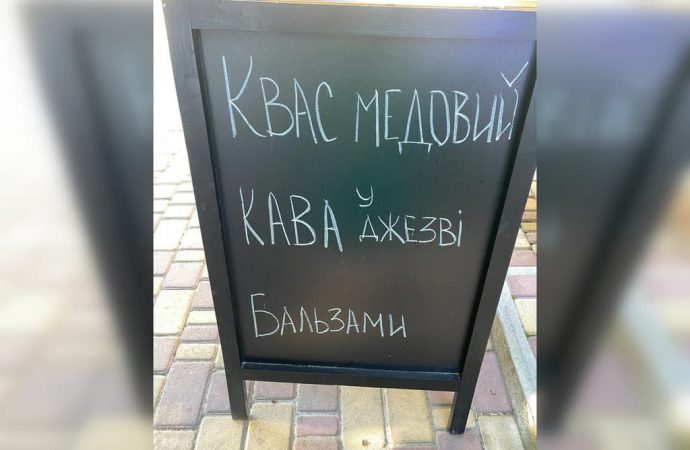 Квас медовий
Кава у джезві
Бальзами